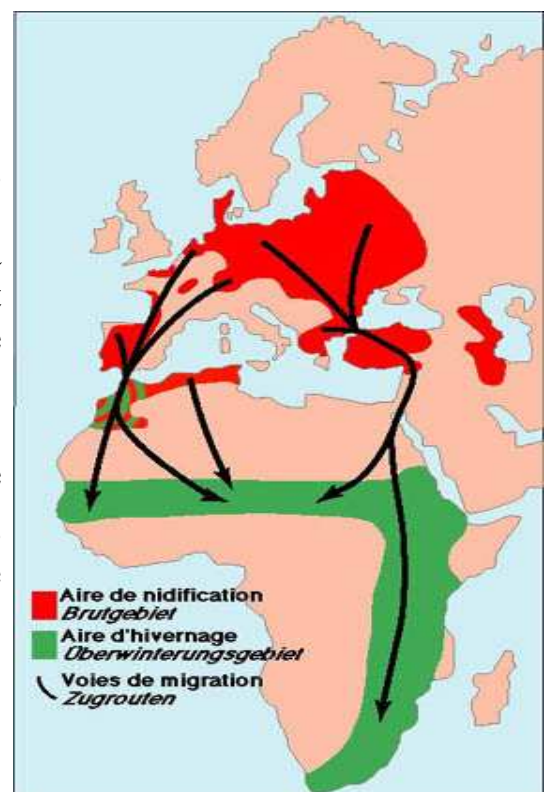 Aire de nidification
Brutgebiet
Aire d'hivernage
Überwinterungsgebiet
Voies de migration
Zugrouten